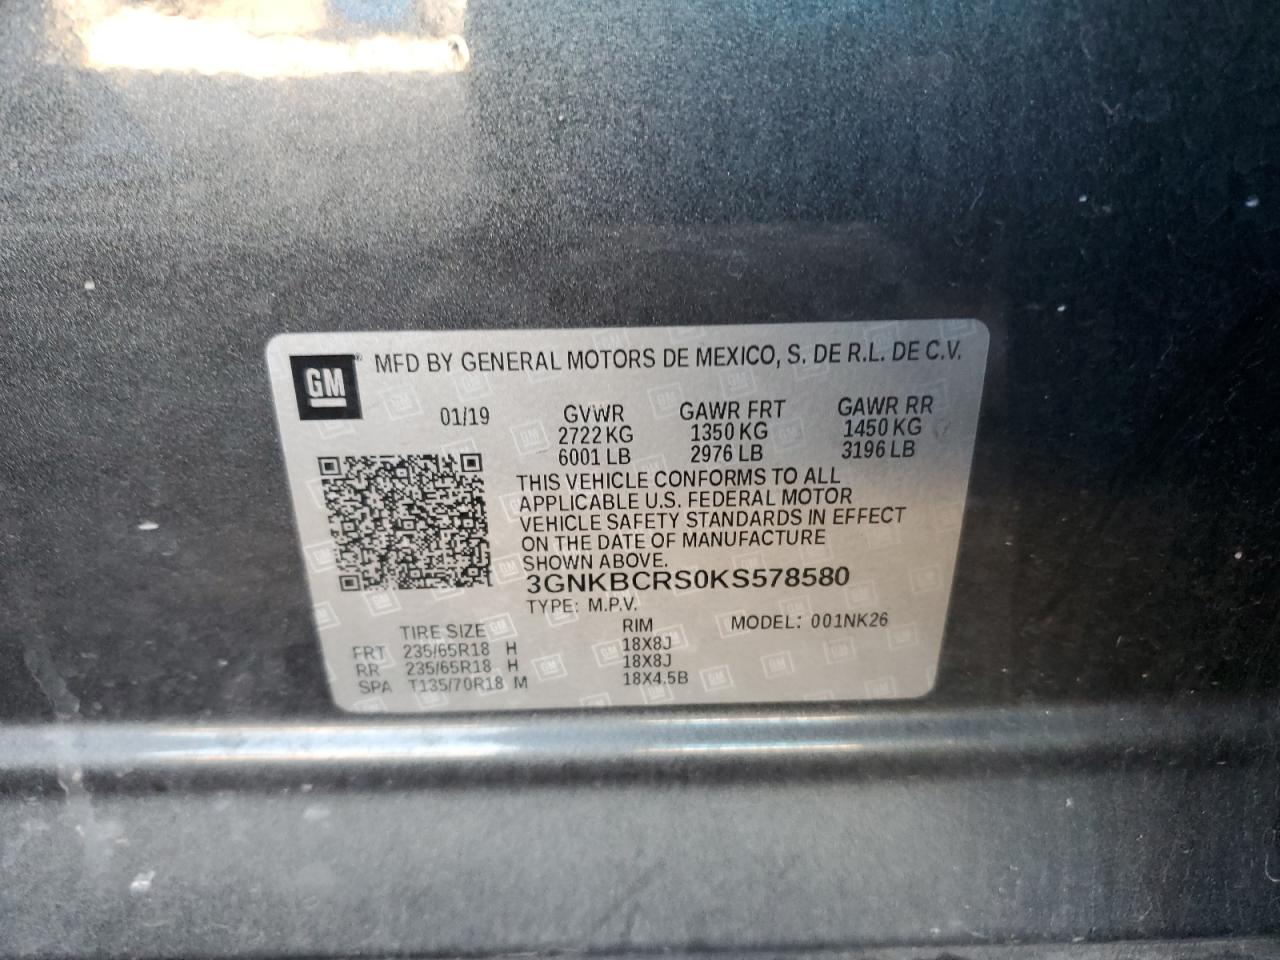 GM ® MFD BY GENERAL MOTORS DE MEXICO, S. DE R.L. DE C.V.
01/19 GVWR GAWR FRT GAWR RR
2722 KG 1350 KG 1450 KG
6001 LB 2976 LB 3196 LB
THIS VEHICLE CONFORMS TO ALL
APPLICABLE U.S. FEDERAL MOTOR
VEHICLE SAFETY STANDARDS IN EFFECT
ON THE DATE OF MANUFACTURE
SHOWN ABOVE.
3GNKBCRS0KS578580
TYPE: M.P.V. MODEL: 001NK26
TIRE SIZE RIM
FRT 235/65R18 H 18X8J
RR 235/65R18 H 18X8J
SPA T135/70R18 M 18X4.5B